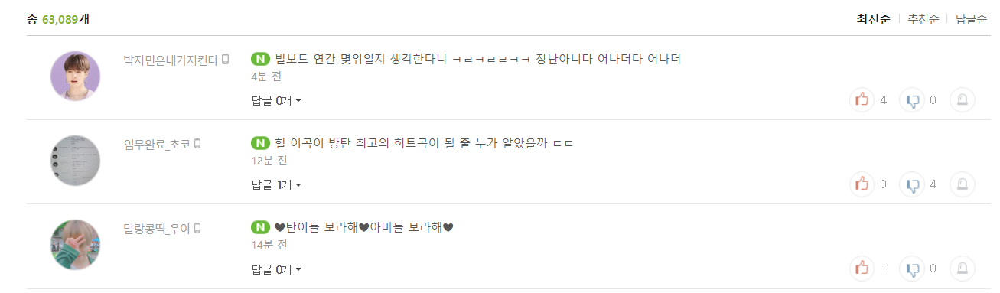 총 63,089개
최신순 추천순 답글순
박지민은내가지킨다
N 빌보드 연간 몇위일지 생각한다니 ㅋㄹㅋㄹㄹㅋㅋ 장난아니다 어나더다 어나더
4분 전
답글 0개
4 0
임무완료_초코
N 헐 이곡이 방탄 최고의 히트곡이 될 줄 누가 알았을까 ㄷㄷ
12분 전
답글 1개
0 4
말랑콩떡_우야
N ♥탄이들 보라해♥아미들 보라해♥
14분 전
답글 0개
1 0